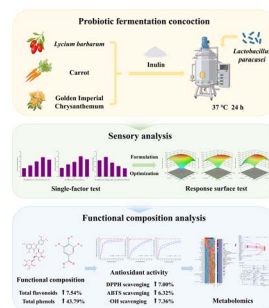 Probiotic fermentation concoction
Lycium barbarum
Carrot
Golden Imperial
Chrysanthemum
Inulin
Lactobacillus
paracasei
37 ℃ 24 h
Sensory analysis
Formulation
Optimization
Single-factor test
Response surface test
Functional composition analysis
Functional composition
Total flavonoids ↑ 7.54%
Total phenols ↑ 43.79%
Antioxidant activity
DPPH scavenging ↑ 7.00%
ABTS scavenging ↑ 6.32%
·OH scavenging ↑ 7.36%
Metabolomics